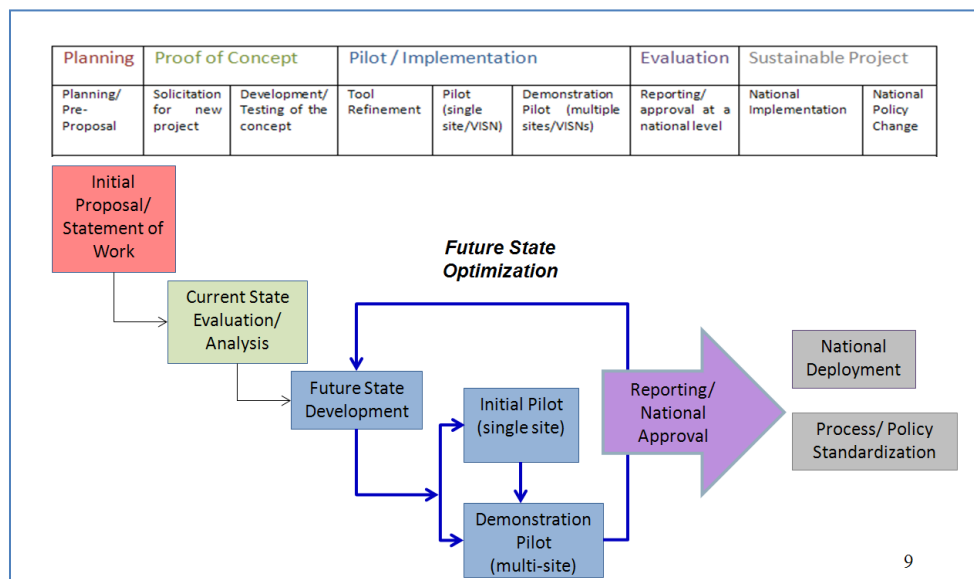 Planning
Proof of Concept
Pilot / Implementation
Evaluation
Sustainable Project
Planning/
Pre-
Proposal
Solicitation
for new
project
Development/
Testing of the
concept
Tool
Refinement
Pilot
(single
site/VISN)
Demonstration
Pilot (multiple
sites/VISNs)
Reporting/
approval at a
national level
National
Implementation
National
Policy
Change
Initial
Proposal/
Statement of
Work
Future State
Optimization
Current State
Evaluation/
Analysis
Future State
Development
Initial Pilot
(single site)
Demonstration
Pilot
(multi-site)
Reporting/
National
Approval
National
Deployment
Process/ Policy
Standardization
9